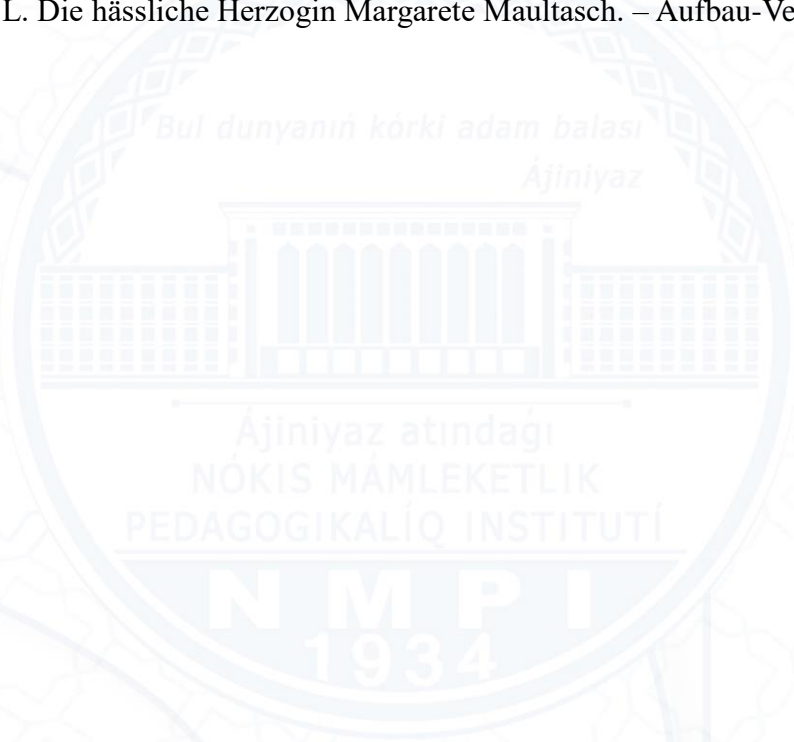 L. Die hässliche Herzogin Margarete Maultasch. – Aufbau-Ve
Bul dunyanıń kórki adam balası
Ájiniyaz
Ájiniyaz atındaģı
NÓKIS MÁMLEKETLIK
PEDAGOGIKALÍQ INSTITUTÍ
NMPI
1934